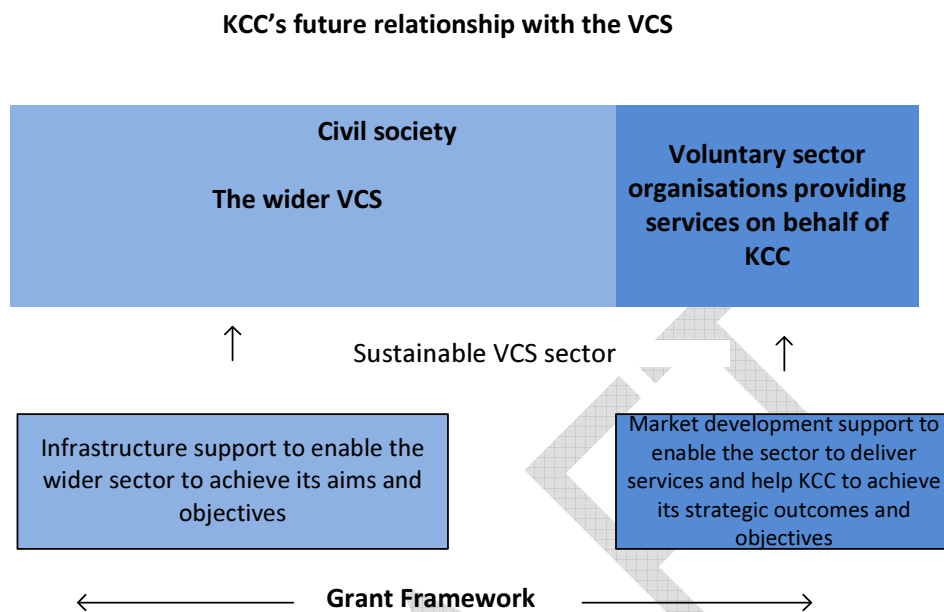 KCC’s future relationship with the VCS
Civil society
The wider VCS
Voluntary sector
organisations providing
services on behalf of
KCC
Sustainable VCS sector
Infrastructure support to enable the
wider sector to achieve its aims and
objectives
Market development support to
enable the sector to deliver
services and help KCC to achieve
its strategic outcomes and
objectives
Grant Framework